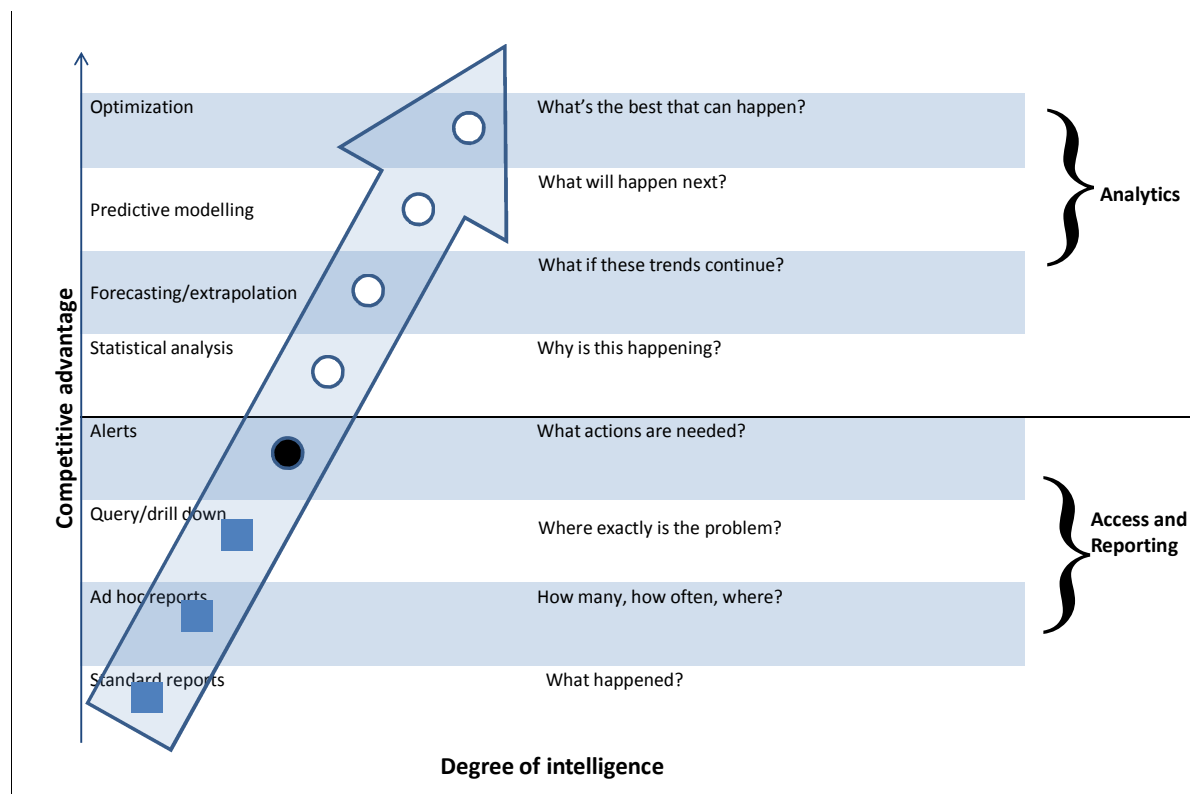 Optimization
What's the best that can happen?
What will happen next?
Predictive modelling
Analytics
What if these trends continue?
Forecasting/extrapolation
Statistical analysis
Why is this happening?
Competitive advantage
Alerts
What actions are needed?
Query/drill down
Where exactly is the problem?
Access and
Reporting
Ad hoc reports
How many, how often, where?
Standard reports
What happened?
Degree of intelligence